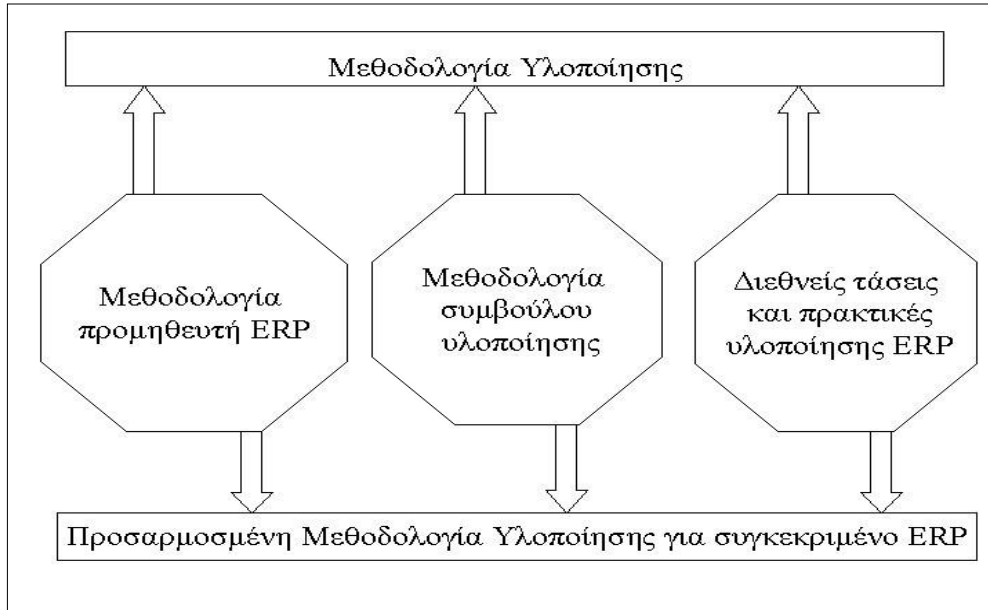 Μεθοδολογία Υλοποίησης
Μεθοδολογία
προμηθευτή ERP
Μεθοδολογία
συμβούλου
υλοποίησης
Διεθνείς τάσεις
και πρακτικές
υλοποίησης ERP
Προσαρμοσμένη Μεθοδολογία Υλοποίησης για συγκεκριμένο ERP